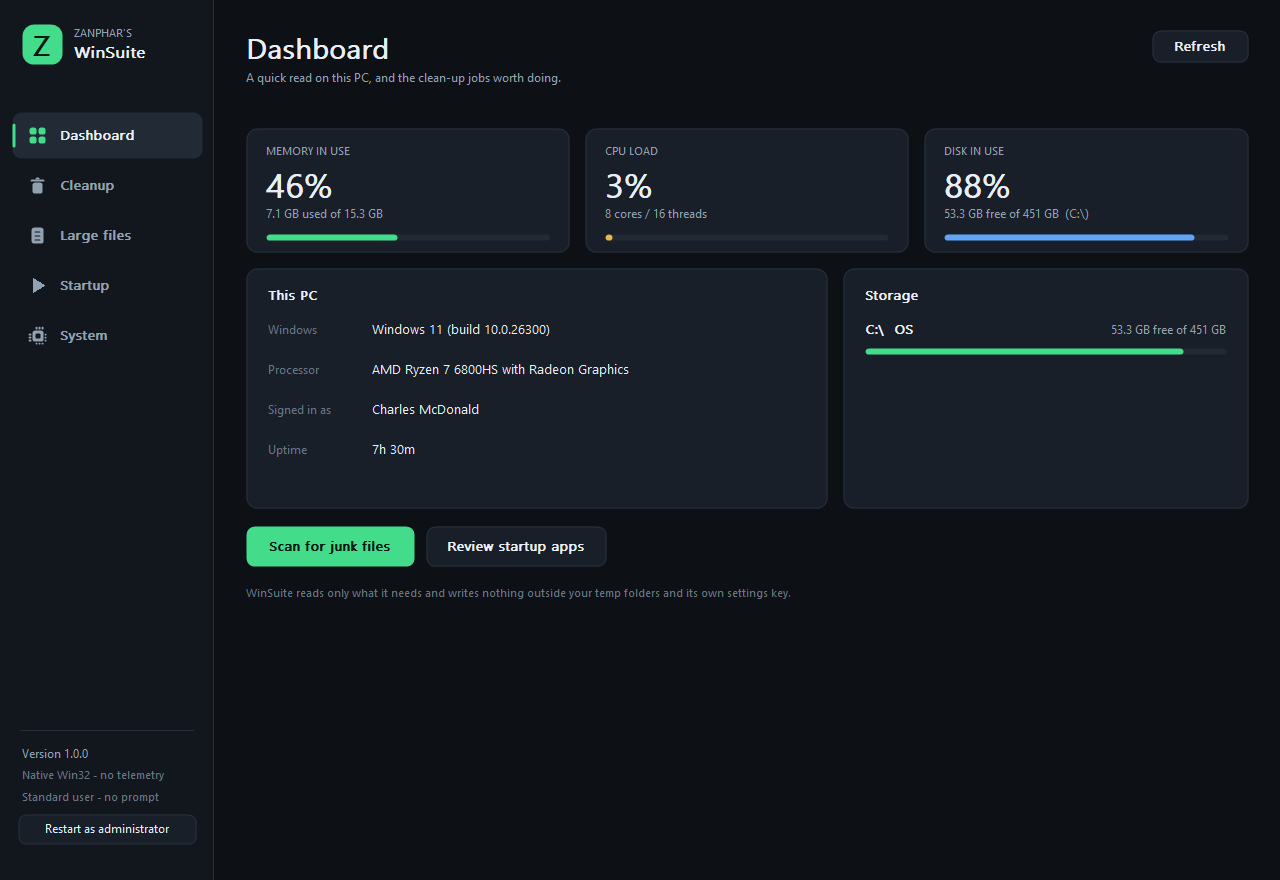 Z
ZANPHAR'S
WinSuite
Dashboard
Cleanup
Large files
Startup
System
Version 1.0.0
Native Win32 - no telemetry
Standard user - no prompt
Restart as administrator
Dashboard
A quick read on this PC, and the clean-up jobs worth doing.
Refresh
MEMORY IN USE
46%
7.1 GB used of 15.3 GB
CPU LOAD
3%
8 cores / 16 threads
DISK IN USE
88%
53.3 GB free of 451 GB (C:\)
This PC
Windows Windows 11 (build 10.0.26300)
Processor AMD Ryzen 7 6800HS with Radeon Graphics
Signed in as Charles McDonald
Uptime 7h 30m
Storage
C:\ OS 53.3 GB free of 451 GB
Scan for junk files
Review startup apps
WinSuite reads only what it needs and writes nothing outside your temp folders and its own settings key.